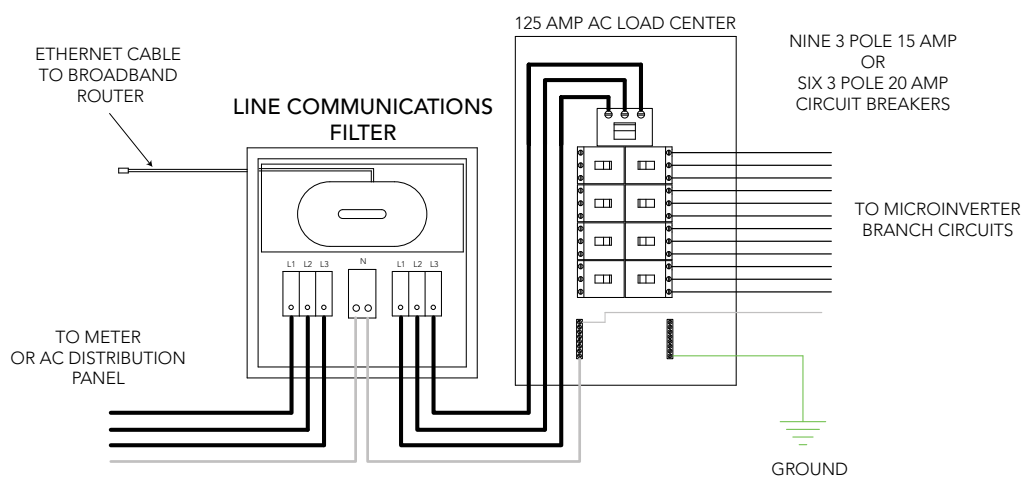 125 AMP AC LOAD CENTER
ETHERNET CABLE
TO BROADBAND
ROUTER
NINE 3 POLE 15 AMP
OR
SIX 3 POLE 20 AMP
CIRCUIT BREAKERS
LINE COMMUNICATIONS
FILTER
TO MICROINVERTER
BRANCH CIRCUITS
L1 L2 L3 N L1 L2 L3
TO METER
OR AC DISTRIBUTION
PANEL
GROUND